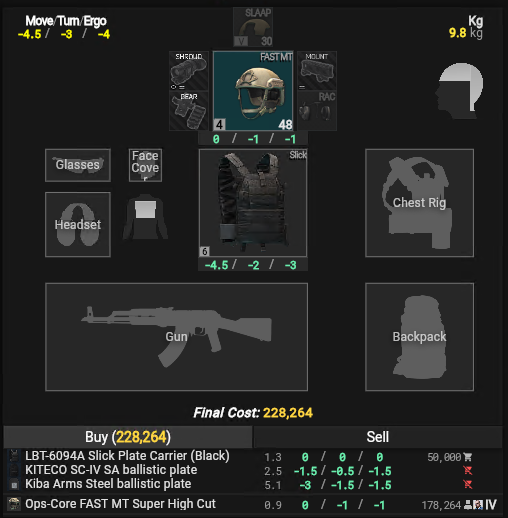 Move/Turn/Ergo
-4.5 / -3 / -4
SLAAP
V 30
Kg
9.8 kg
SHROUD
FAST MT
MOUNT
BEAR
RAC
4
48
0 / -1 / -1
Glasses
Face Cove
Slick
Chest Rig
Headset
6
-4.5 / -2 / -3
Gun
Backpack
Final Cost: 228,264
Buy (228,264)
Sell
LBT-6094A Slick Plate Carrier (Black) 1.3 0 / 0 / 0 50,000
KITECO SC-IV SA ballistic plate 2.5 -1.5 / -0.5 / -1.5
Kiba Arms Steel ballistic plate 5.1 -3 / -1.5 / -1.5
Ops-Core FAST MT Super High Cut 0.9 0 / -1 / -1 178,264 IV